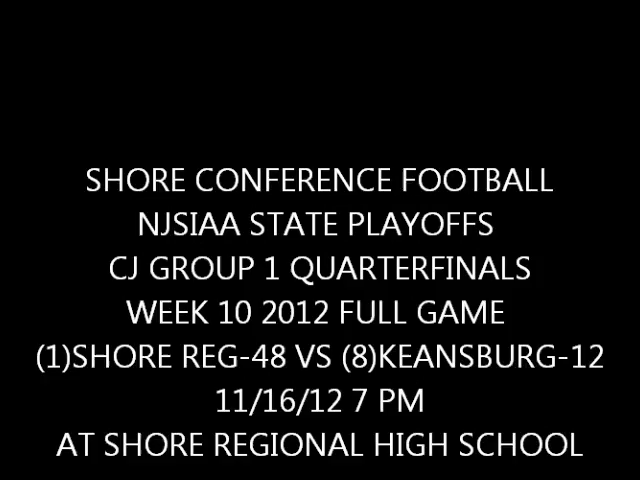 SHORE CONFERENCE FOOTBALL
NJSIAA STATE PLAYOFFS
CJ GROUP 1 QUARTERFINALS
WEEK 10 2012 FULL GAME
(1)SHORE REG-48 VS (8)KEANSBURG-12
11/16/12 7 PM
AT SHORE REGIONAL HIGH SCHOOL